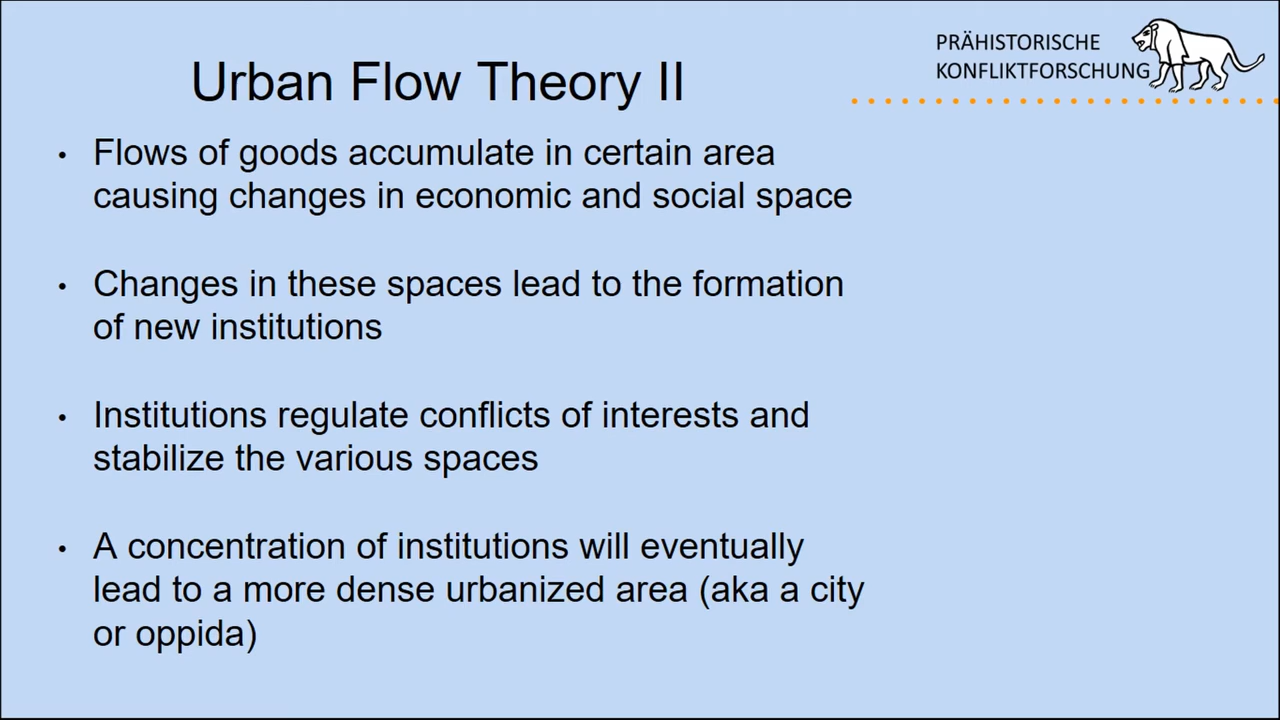 PRÄHISTORISCHE
KONFLIKTFORSCHUNG
Urban Flow Theory II
• Flows of goods accumulate in certain area
causing changes in economic and social space
• Changes in these spaces lead to the formation
of new institutions
• Institutions regulate conflicts of interests and
stabilize the various spaces
• A concentration of institutions will eventually
lead to a more dense urbanized area (aka a city
or oppida)